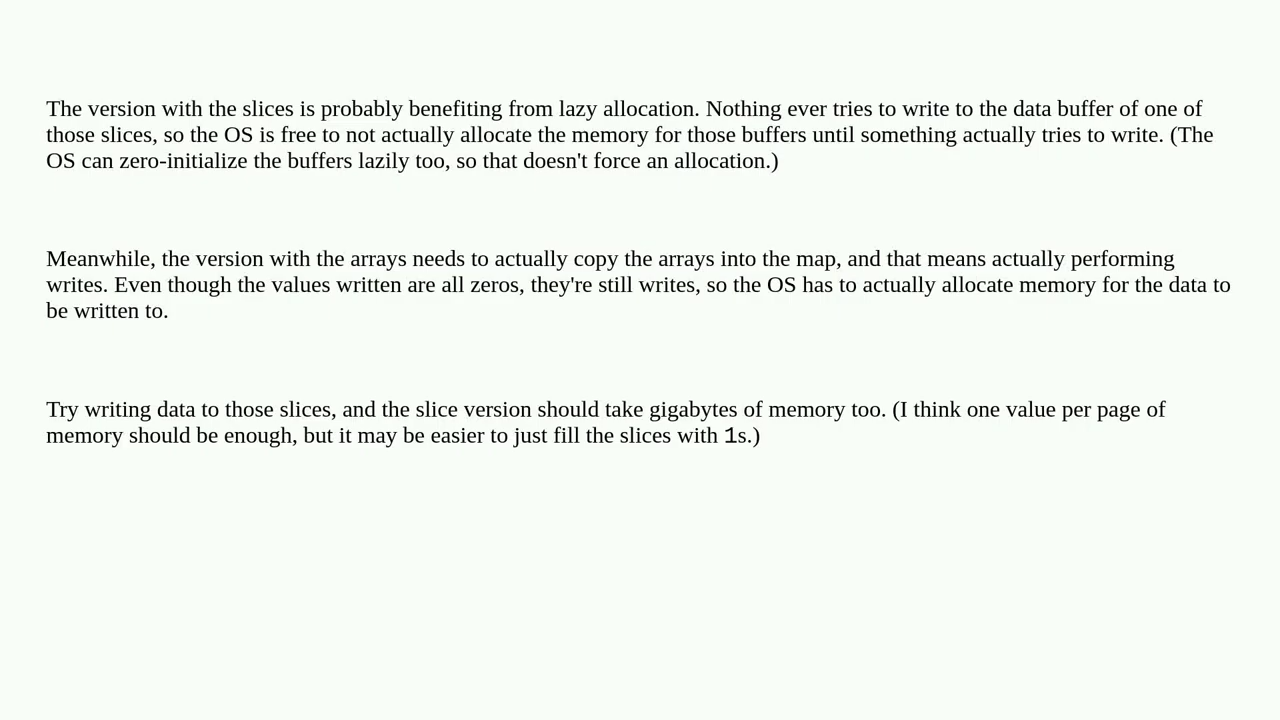 The version with the slices is probably benefiting from lazy allocation. Nothing ever tries to write to the data buffer of one of
those slices, so the OS is free to not actually allocate the memory for those buffers until something actually tries to write. (The
OS can zero-initialize the buffers lazily too, so that doesn't force an allocation.)
Meanwhile, the version with the arrays needs to actually copy the arrays into the map, and that means actually performing
writes. Even though the values written are all zeros, they're still writes, so the OS has to actually allocate memory for the data to
be written to.
Try writing data to those slices, and the slice version should take gigabytes of memory too. (I think one value per page of
memory should be enough, but it may be easier to just fill the slices with 1s.)